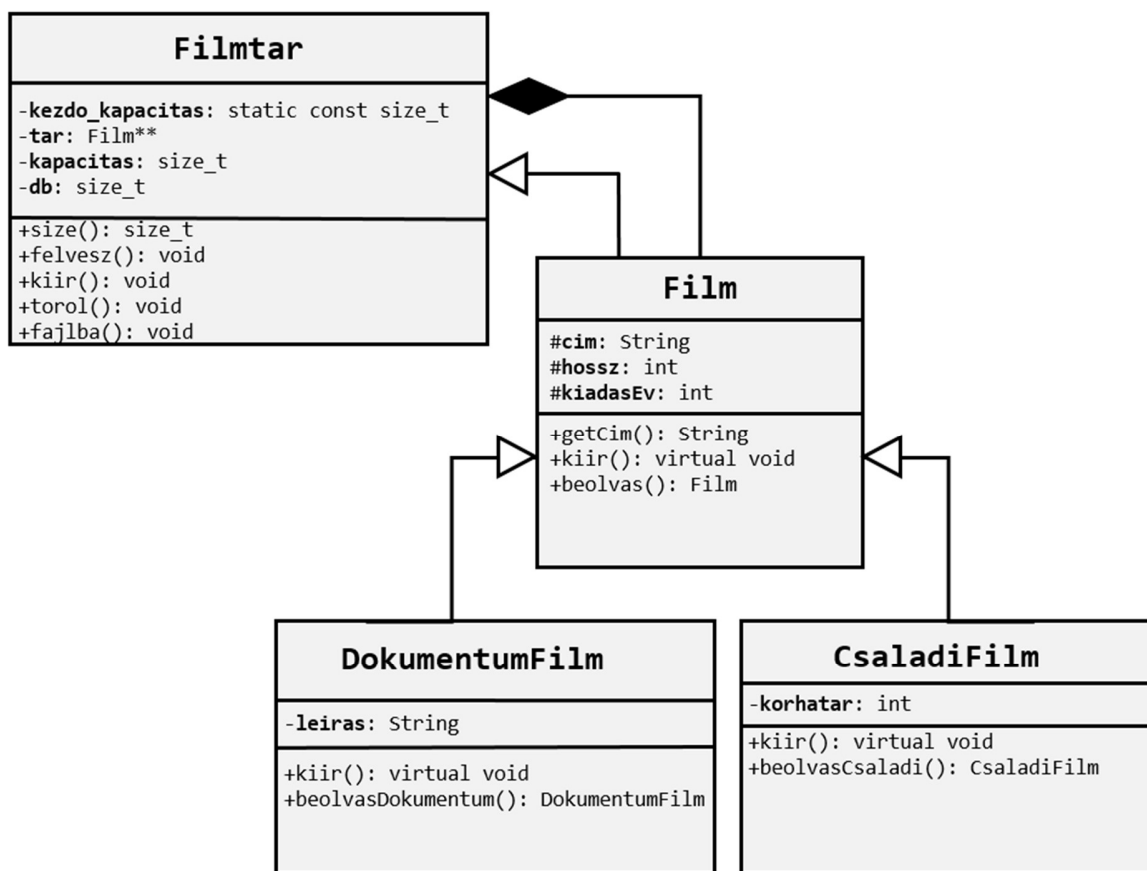 Filmtar
-kezdo_kapacitas: static const size_t
-tar: Film**
-kapacitas: size_t
-db: size_t
+size(): size_t
+felvesz(): void
+kiir(): void
+torol(): void
+fajlba(): void
Film
#cim: String
#hossz: int
#kiadasEv: int
+getCim(): String
+kiir(): virtual void
+beolvas(): Film
DokumentumFilm
-leiras: String
+kiir(): virtual void
+beolvasDokumentum(): DokumentumFilm
CsaladiFilm
-korhatar: int
+kiir(): virtual void
+beolvasCsaladi(): CsaladiFilm